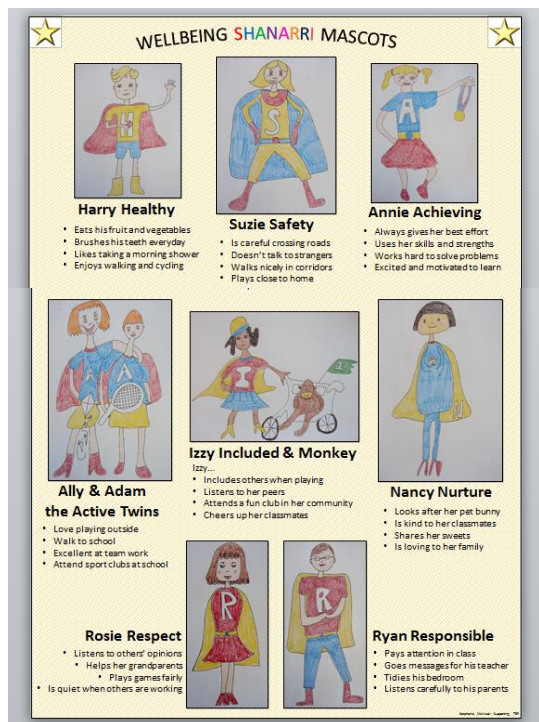 WELLBEING SHANARRI MASCOTS
H
S
A
Harry Healthy
• Eats his fruit and vegetables
• Brushes his teeth everyday
• Likes taking a morning shower
• Enjoys walking and cycling
Suzie Safety
• Is careful crossing roads
• Doesn't talk to strangers
• Walks nicely in corridors
• Plays close to home
Annie Achieving
• Always gives her best effort
• Uses her skills and strengths
• Works hard to solve problems
• Excited and motivated to learn
A
A
I
N
Ally & Adam
the Active Twins
• Love playing outside
• Walk to school
• Excellent at team work
• Attend sport clubs at school
Izzy Included & Monkey
Izzy...
• Includes others when playing
• Listens to her peers
• Attends a fun club in her community
• Cheers up her classmates
Nancy Nurture
• Looks after her pet bunny
• Is kind to her classmates
• Shares her sweets
• Is loving to her family
R
R
Rosie Respect
• Listens to others' opinions
• Helps her grandparents
• Plays games fairly
• Is quiet when others are working
Ryan Responsible
• Pays attention in class
• Goes messages for his teacher
• Tidies his bedroom
• Listens carefully to his parents